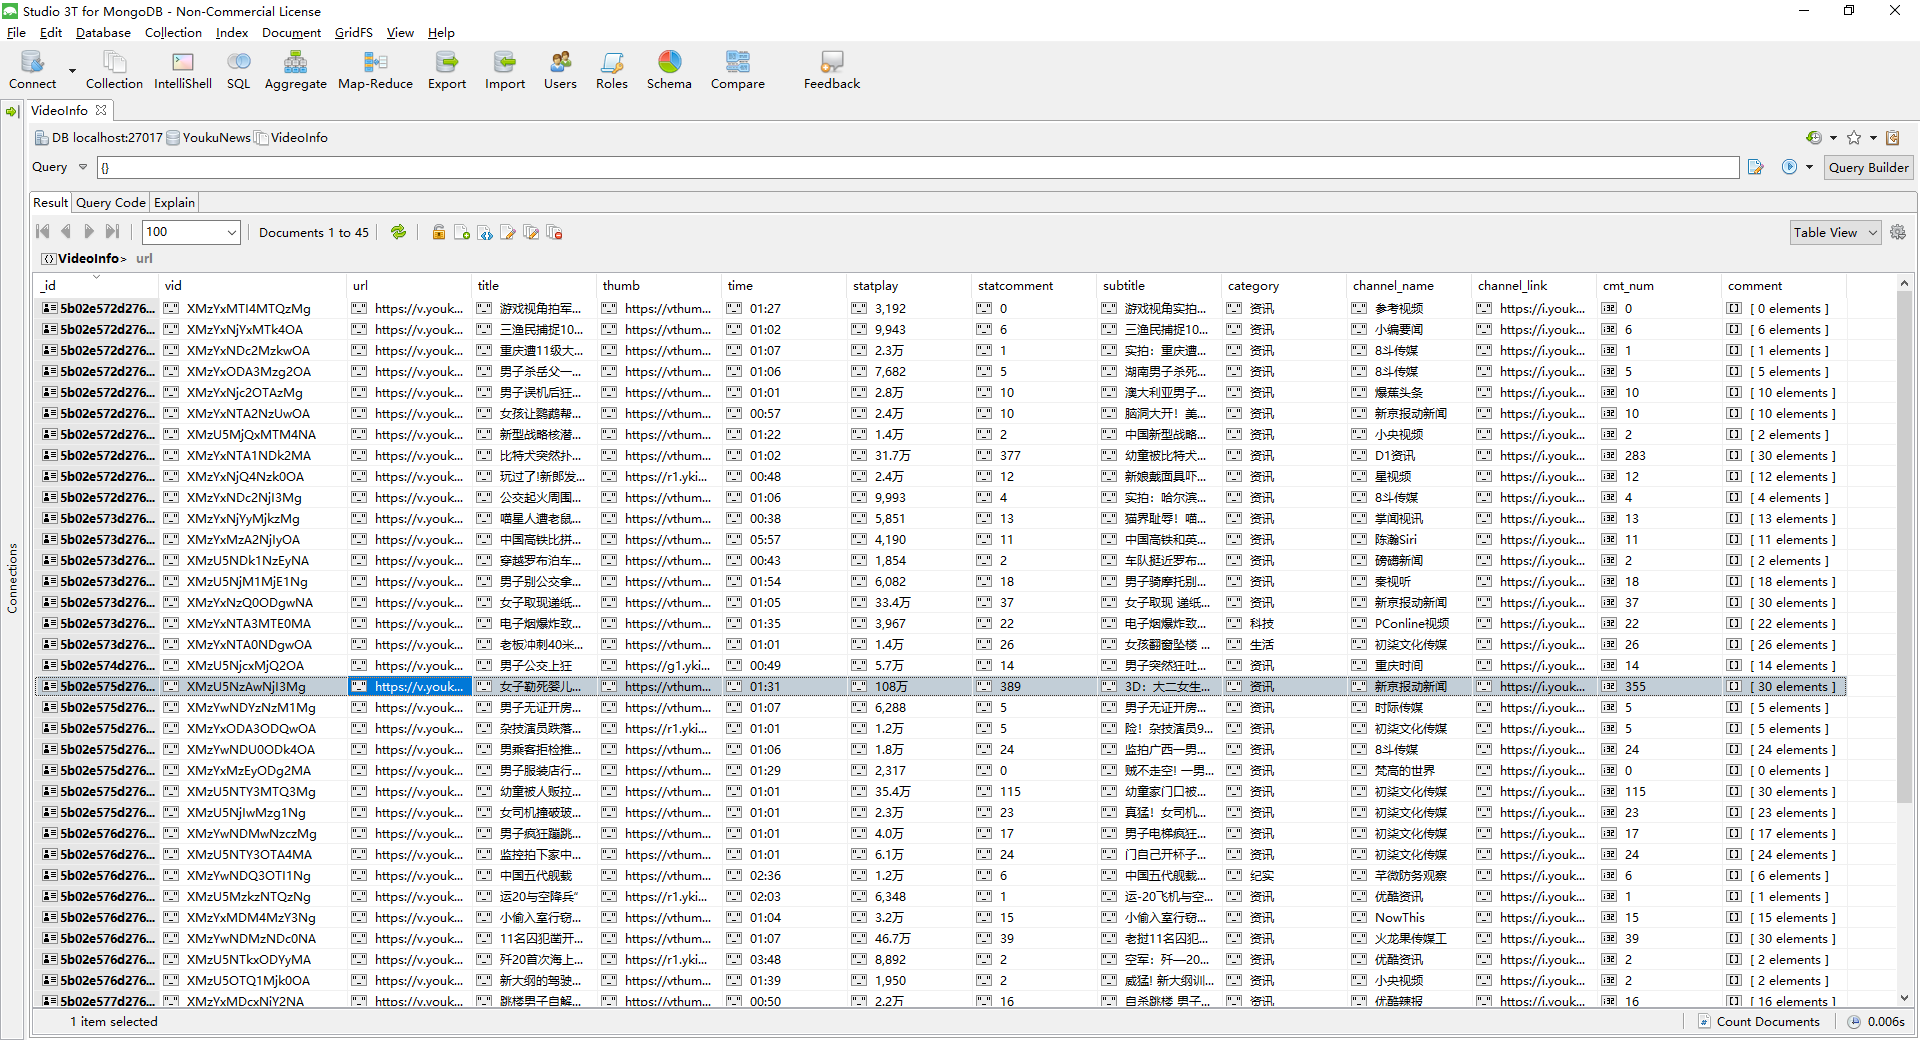 Studio 3T for MongoDB - Non-Commercial License
File Edit Database Collection Index Document GridFS View Help
Connect Collection IntelliShell SQL Aggregate Map-Reduce Export Import Users Roles Schema Compare Feedback
VideoInfo
DB localhost:27017 YoukuNews VideoInfo
Query {} Query Builder
Result Query Code Explain
100 Documents 1 to 45 Table View
VideoInfo> url
Connections
_id vid url title thumb time statplay statcomment subtitle category channel_name channel_link cmt_num comment
5b02e572d276... XMzYxMTI4MTQzMg https://v.youk... 游戏视角拍军... https://vthum... 01:27 3,192 0 游戏视角实拍... 资讯 参考视频 https://i.youk... 0 [ 0 elements ]
5b02e572d276... XMzYxNjYxMTk4OA https://v.youk... 三渔民捕捉10... https://vthum... 01:02 9,943 6 三渔民捕捉10... 资讯 小编要闻 https://i.youk... 6 [ 6 elements ]
5b02e572d276... XMzYxNDc2MzkwOA https://v.youk... 重庆遭11级大... https://vthum... 01:07 2.3万 1 实拍：重庆遭... 资讯 8斗传媒 https://i.youk... 1 [ 1 elements ]
5b02e572d276... XMzYxODA3Mzg2OA https://v.youk... 男子杀岳父一... https://vthum... 01:06 7,682 5 湖南男子杀死... 资讯 8斗传媒 https://i.youk... 5 [ 5 elements ]
5b02e572d276... XMzYxNjc2OTAzMg https://v.youk... 男子误机后狂... https://vthum... 01:01 2.8万 10 澳大利亚男子... 资讯 爆蕉头条 https://i.youk... 10 [ 10 elements ]
5b02e572d276... XMzYxNTA2NzUwOA https://v.youk... 女孩让鹦鹉帮... https://vthum... 00:57 2.4万 10 脑洞大开！美... 资讯 新京报动新闻 https://i.youk... 10 [ 10 elements ]
5b02e572d276... XMzU5MjQxMTM4NA https://v.youk... 新型战略核潜... https://vthum... 01:22 1.4万 2 中国新型战略... 资讯 小央视频 https://i.youk... 2 [ 2 elements ]
5b02e572d276... XMzYxNTA1NDk2MA https://v.youk... 比特犬突然扑... https://vthum... 01:02 31.7万 377 幼童被比特犬... 资讯 D1资讯 https://i.youk... 283 [ 30 elements ]
5b02e572d276... XMzYxNjQ4Nzk0OA https://v.youk... 玩过了!新郎发... https://r1.yki... 00:48 2.4万 12 新娘戴面具吓... 资讯 星视频 https://i.youk... 12 [ 12 elements ]
5b02e572d276... XMzYxNDc2NjI3Mg https://v.youk... 公交起火周围... https://vthum... 01:06 9,993 4 实拍：哈尔滨... 资讯 8斗传媒 https://i.youk... 4 [ 4 elements ]
5b02e573d276... XMzYxNjYyMjkzMg https://v.youk... 喵星人遭老鼠... https://vthum... 00:38 5,851 13 猫界耻辱！喵... 资讯 掌闻视讯 https://i.youk... 13 [ 13 elements ]
5b02e573d276... XMzYxMzA2NjIyOA https://v.youk... 中国高铁比拼... https://vthum... 05:57 4,190 11 中国高铁和英... 资讯 陈瀚Siri https://i.youk... 11 [ 11 elements ]
5b02e573d276... XMzU5NDk1NzEyNA https://v.youk... 穿越罗布泊车... https://vthum... 00:43 1,854 2 车队挺近罗布... 资讯 磅礴新闻 https://i.youk... 2 [ 2 elements ]
5b02e573d276... XMzU5NjM1MjE1Ng https://v.youk... 男子别公交拿... https://vthum... 01:54 6,082 18 男子骑摩托别... 资讯 秦视听 https://i.youk... 18 [ 18 elements ]
5b02e573d276... XMzYxNzQ0ODgwNA https://v.youk... 女子取现递纸... https://vthum... 01:05 33.4万 37 女子取现 递纸... 资讯 新京报动新闻 https://i.youk... 37 [ 30 elements ]
5b02e573d276... XMzYxNTA3MTE0MA https://v.youk... 电子烟爆炸致... https://vthum... 01:35 3,967 22 电子烟爆炸致... 科技 PConline视频 https://i.youk... 22 [ 22 elements ]
5b02e573d276... XMzYxNTA0NDgwOA https://v.youk... 老板冲刺40米... https://vthum... 01:01 1.4万 26 女孩翻窗坠楼 ... 生活 初柒文化传媒 https://i.youk... 26 [ 26 elements ]
5b02e574d276... XMzU5NjcxMjQ2OA https://v.youk... 男子公交上狂 https://g1.yki... 00:49 5.7万 14 男子突然狂吐... 资讯 重庆时间 https://i.youk... 14 [ 14 elements ]
5b02e575d276... XMzU5NzAwNjI3Mg https://v.youk... 女子勒死婴儿... https://vthum... 01:31 108万 389 3D：大二女生... 资讯 新京报动新闻 https://i.youk... 355 [ 30 elements ]
5b02e575d276... XMzYwNDYzNzM1Mg https://v.youk... 男子无证开房... https://vthum... 01:07 6,288 5 男子无证开房... 资讯 时际传媒 https://i.youk... 5 [ 5 elements ]
5b02e575d276... XMzYxODA3ODQwOA https://v.youk... 杂技演员跌落... https://r1.yki... 01:01 1.2万 5 险！杂技演员9... 资讯 初柒文化传媒 https://i.youk... 5 [ 5 elements ]
5b02e575d276... XMzYwNDU0ODk4OA https://v.youk... 男乘客拒检推... https://vthum... 01:06 1.8万 24 监拍广西一男... 资讯 8斗传媒 https://i.youk... 24 [ 24 elements ]
5b02e575d276... XMzYxMzEyODg2MA https://v.youk... 男子服装店行... https://vthum... 01:29 2,317 0 贼不走空! 一男... 资讯 梵高的世界 https://i.youk... 0 [ 0 elements ]
5b02e575d276... XMzU5NTY3MTQ3Mg https://v.youk... 幼童被人贩拉... https://vthum... 01:01 35.4万 115 幼童家门口被... 资讯 初柒文化传媒 https://i.youk... 115 [ 30 elements ]
5b02e575d276... XMzU5NjIwMzg1Ng https://v.youk... 女司机撞破玻... https://vthum... 01:01 2.3万 23 真猛！女司机... 资讯 初柒文化传媒 https://i.youk... 23 [ 23 elements ]
5b02e576d276... XMzYwNDMwNzczMg https://v.youk... 男子疯狂蹦跳... https://vthum... 01:01 4.0万 17 男子电梯疯狂... 资讯 初柒文化传媒 https://i.youk... 17 [ 17 elements ]
5b02e576d276... XMzU5NTY3OTA4MA https://v.youk... 监控拍下家中... https://vthum... 01:01 6.1万 24 门自己开杯子... 资讯 初柒文化传媒 https://i.youk... 24 [ 24 elements ]
5b02e576d276... XMzYwNDQ3OTI1Ng https://v.youk... 中国五代舰载 https://vthum... 02:36 1.2万 6 中国五代舰载... 纪实 芊微防务观察 https://i.youk... 6 [ 6 elements ]
5b02e576d276... XMzU5MzkzNTQzNg https://v.youk... 运20与空降兵“ https://r1.yki... 02:03 6,348 1 运-20飞机与空... 资讯 优酷资讯 https://i.youk... 1 [ 1 elements ]
5b02e576d276... XMzYxMDM4MzY3Ng https://v.youk... 小偷入室行窃... https://vthum... 01:04 3.2万 15 小偷入室行窃... 资讯 NowThis https://i.youk... 15 [ 15 elements ]
5b02e576d276... XMzYwNDMzNDc0NA https://v.youk... 11名囚犯凿开... https://vthum... 01:07 46.7万 39 老挝11名囚犯... 资讯 火龙果传媒工 https://i.youk... 39 [ 30 elements ]
5b02e576d276... XMzU5NTkxODYyMA https://v.youk... 歼20首次海上... https://r1.yki... 03:48 8,892 2 空军：歼—20... 资讯 优酷资讯 https://i.youk... 2 [ 2 elements ]
5b02e576d276... XMzU5OTQ1Mjk0OA https://v.youk... 新大纲的驾驶... https://vthum... 01:39 1,950 2 威猛! 新大纲训... 资讯 小央视频 https://i.youk... 2 [ 2 elements ]
5b02e577d276... XMzYxMDcxNjY2NA https://v.youk... 跳楼男子自解... https://vthum... 00:50 2.2万 16 自杀跳楼 男子... 资讯 优酷辣报 https://i.youk... 16 [ 16 elements ]
1 item selected Count Documents 0.006s